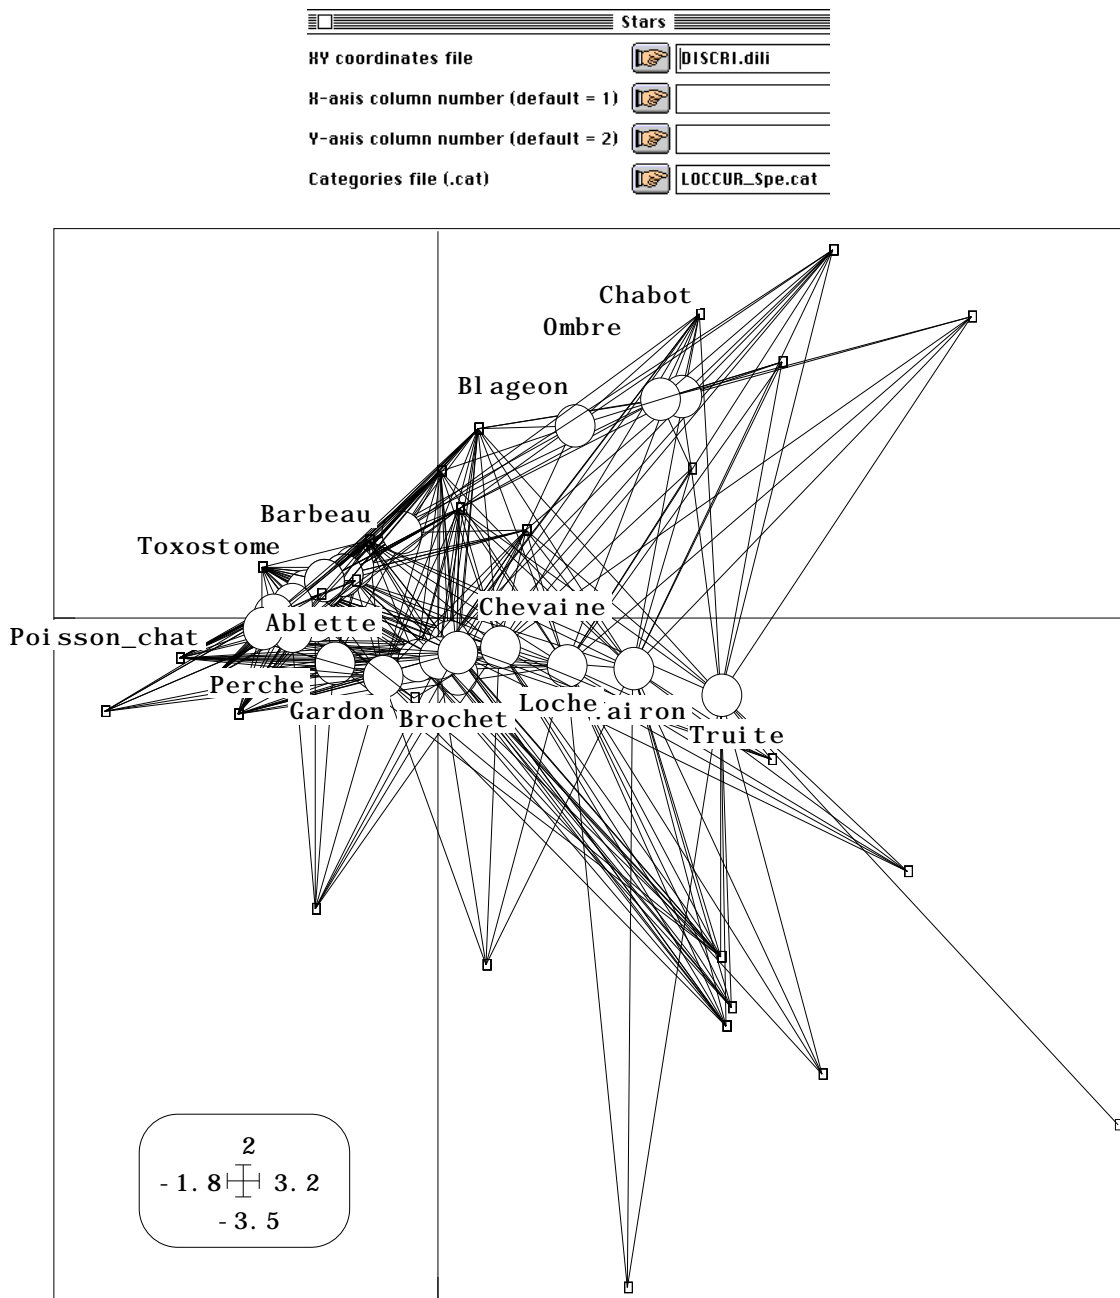 Stars
XY coordinates file
DISCRI.dili
X-axis column number (default = 1)
Y-axis column number (default = 2)
Categories file (.cat)
LOCCUR_Spe.cat
Chabot
Ombre
Blageon
Barbeau
Toxostome
Chevaine
Ablette
Poisson_chat
Perche
Gardon
Brochet
Loche
airon
Truite
2
-1.8 3.2
-3.5